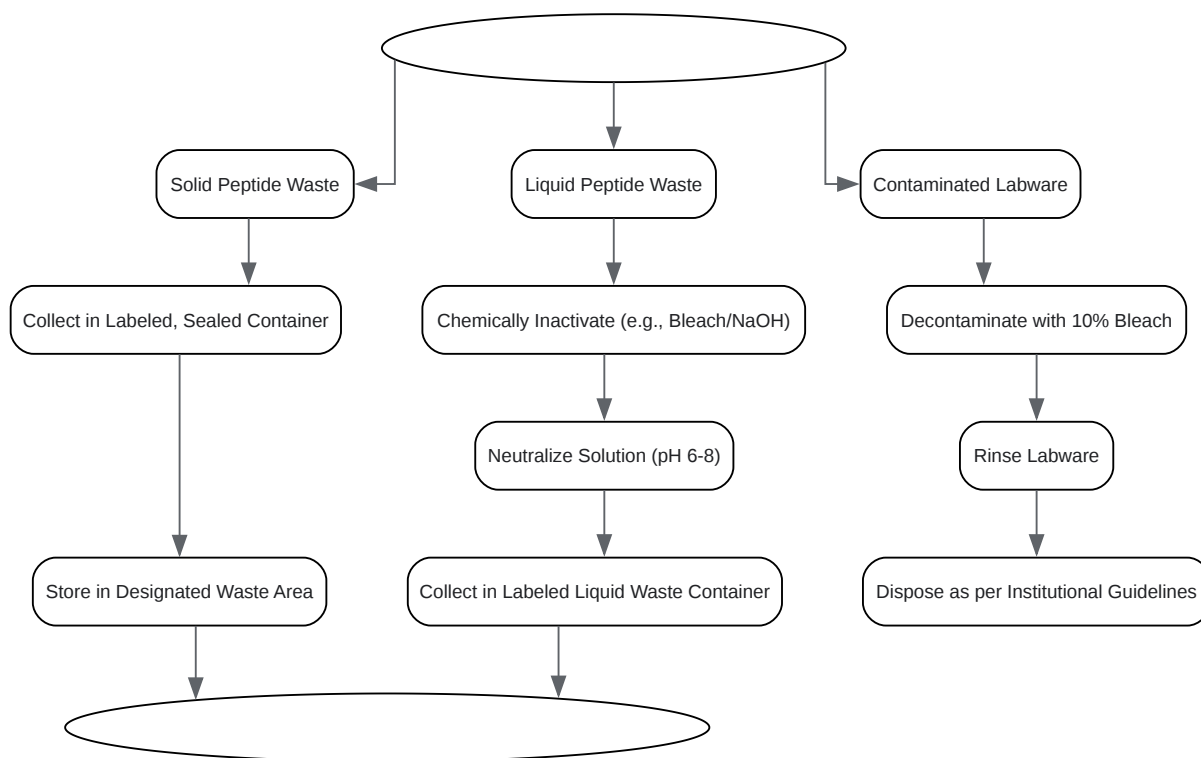 Solid Peptide Waste
Liquid Peptide Waste
Contaminated Labware
Collect in Labeled, Sealed Container
Chemically Inactivate (e.g., Bleach/NaOH)
Decontaminate with 10% Bleach
Neutralize Solution (pH 6-8)
Rinse Labware
Store in Designated Waste Area
Collect in Labeled Liquid Waste Container
Dispose as per Institutional Guidelines